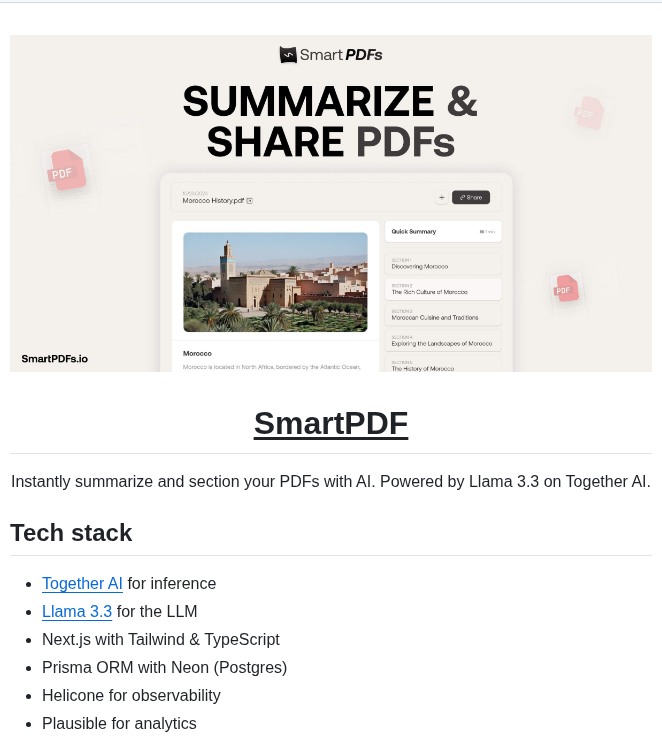 Smart PDFs
SUMMARIZE &
SHARE PDFs
PDF
PDF
Morocco History.pdf
+
Share
Quick Summary
SECTION 1
Discovering Morocco
SECTION 2
The Rich Culture of Morocco
SECTION 3
Moroccan Cuisine and Traditions
SECTION 4
Exploring the Landscapes of Morocco
SECTION 5
The History of Morocco
Morocco
Morocco is located in North Africa, bordered by the Atlantic Ocean,
PDF
SmartPDFs.io
SmartPDF
Instantly summarize and section your PDFs with AI. Powered by Llama 3.3 on Together AI.
Tech stack
Together AI for inference
Llama 3.3 for the LLM
Next.js with Tailwind & TypeScript
Prisma ORM with Neon (Postgres)
Helicone for observability
Plausible for analytics